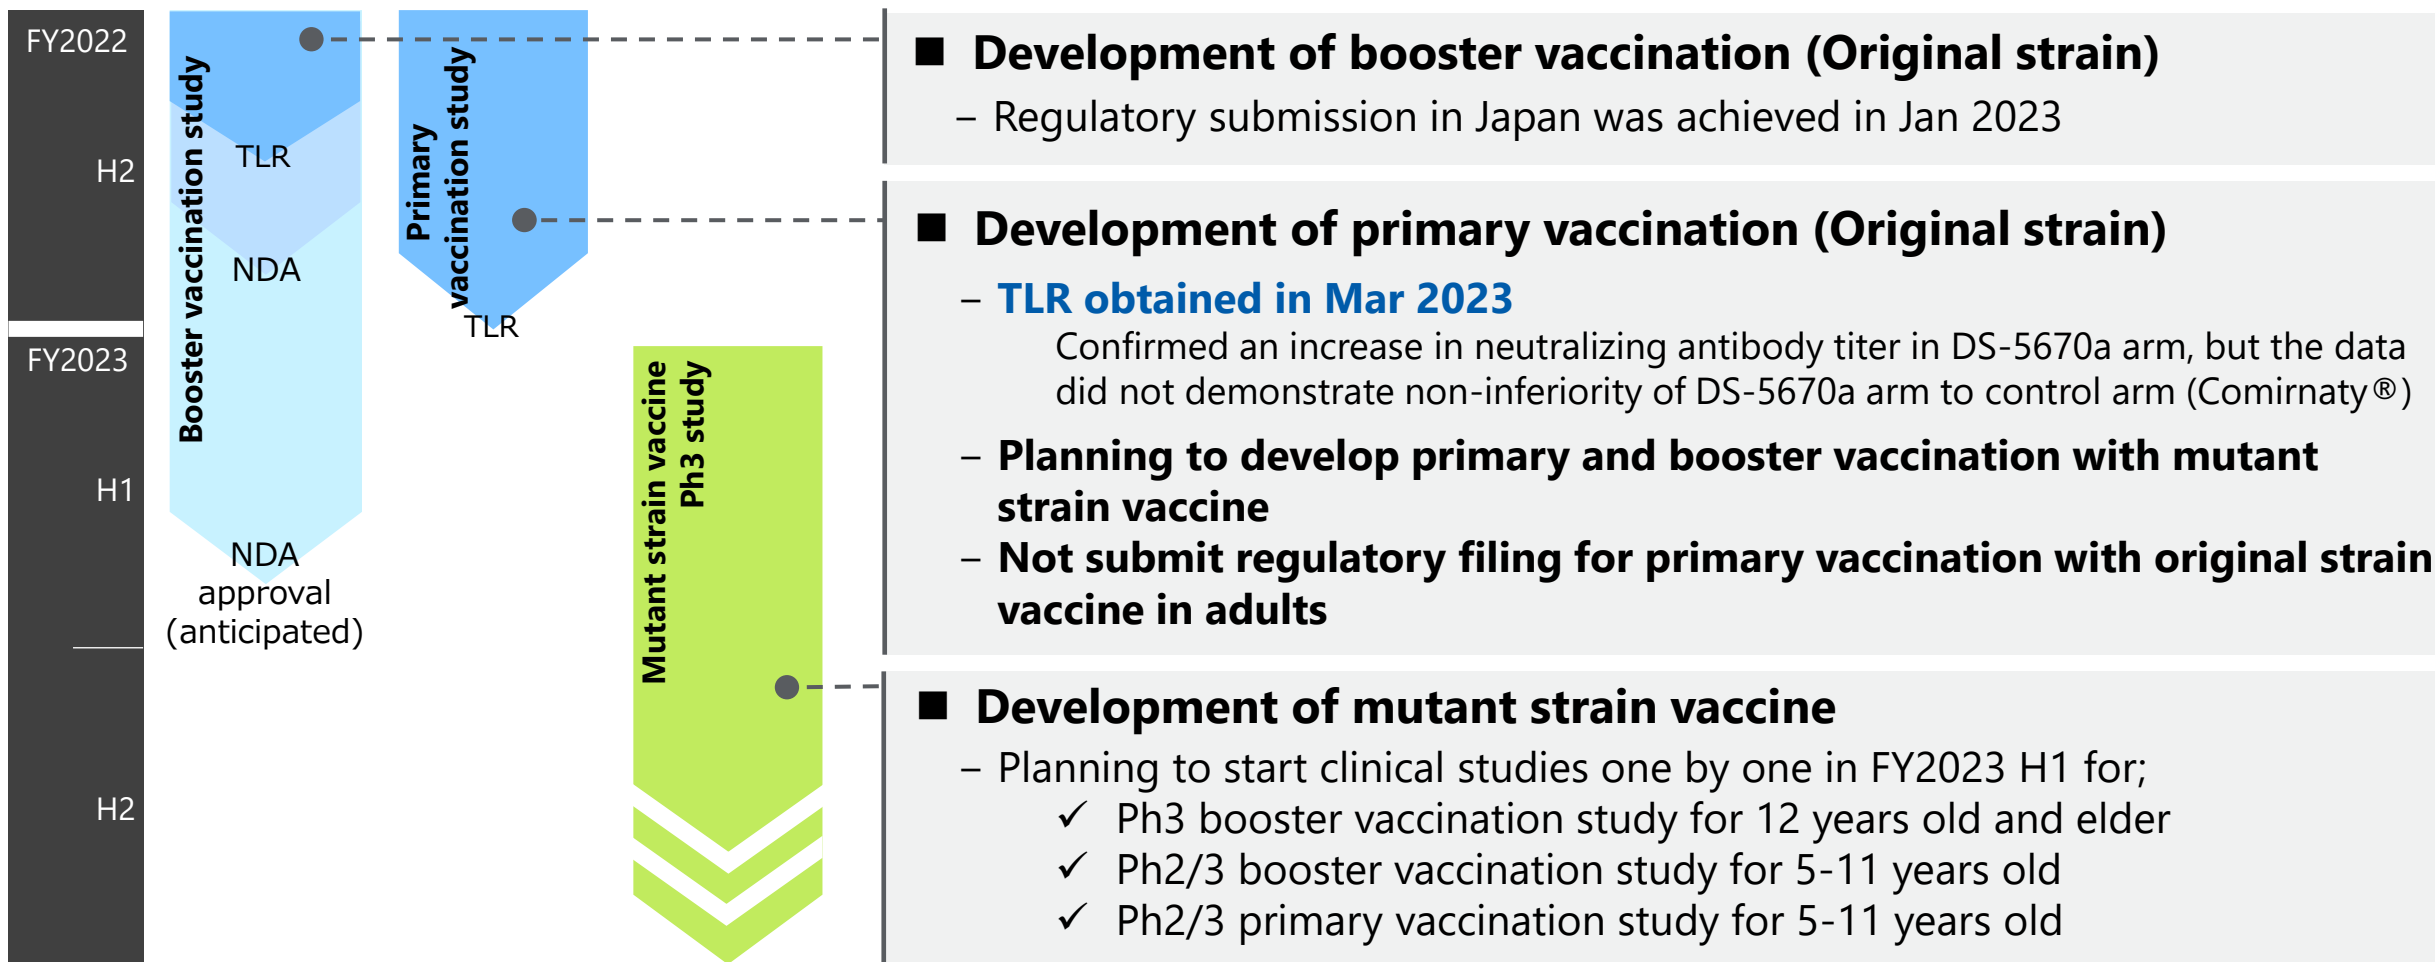 FY2022
H2
FY2023
H1
H2
Booster vaccination study
TLR
NDA
NDA
approval
(anticipated)
Primary
vaccination study
TLR
Mutant strain vaccine
Ph3 study
■ Development of booster vaccination (Original strain)
– Regulatory submission in Japan was achieved in Jan 2023
■ Development of primary vaccination (Original strain)
– TLR obtained in Mar 2023
Confirmed an increase in neutralizing antibody titer in DS-5670a arm, but the data
did not demonstrate non-inferiority of DS-5670a arm to control arm (Comirnaty®)
– Planning to develop primary and booster vaccination with mutant
strain vaccine
– Not submit regulatory filing for primary vaccination with original strain
vaccine in adults
■ Development of mutant strain vaccine
– Planning to start clinical studies one by one in FY2023 H1 for;
✓ Ph3 booster vaccination study for 12 years old and elder
✓ Ph2/3 booster vaccination study for 5-11 years old
✓ Ph2/3 primary vaccination study for 5-11 years old